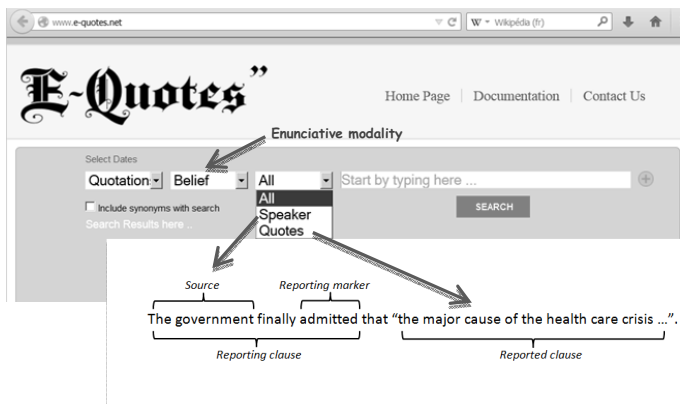 www.e-quotes.net
W Wikipédia (fr)
E-Quotes”
Home Page Documentation Contact Us
Enunciative modality
Select Dates
Quotation: Belief All Start by typing here ...
All
Include synonyms with search Speaker SEARCH
Search Results here .. Quotes
Source Reporting marker
The government finally admitted that “the major cause of the health care crisis ...”.
Reporting clause Reported clause